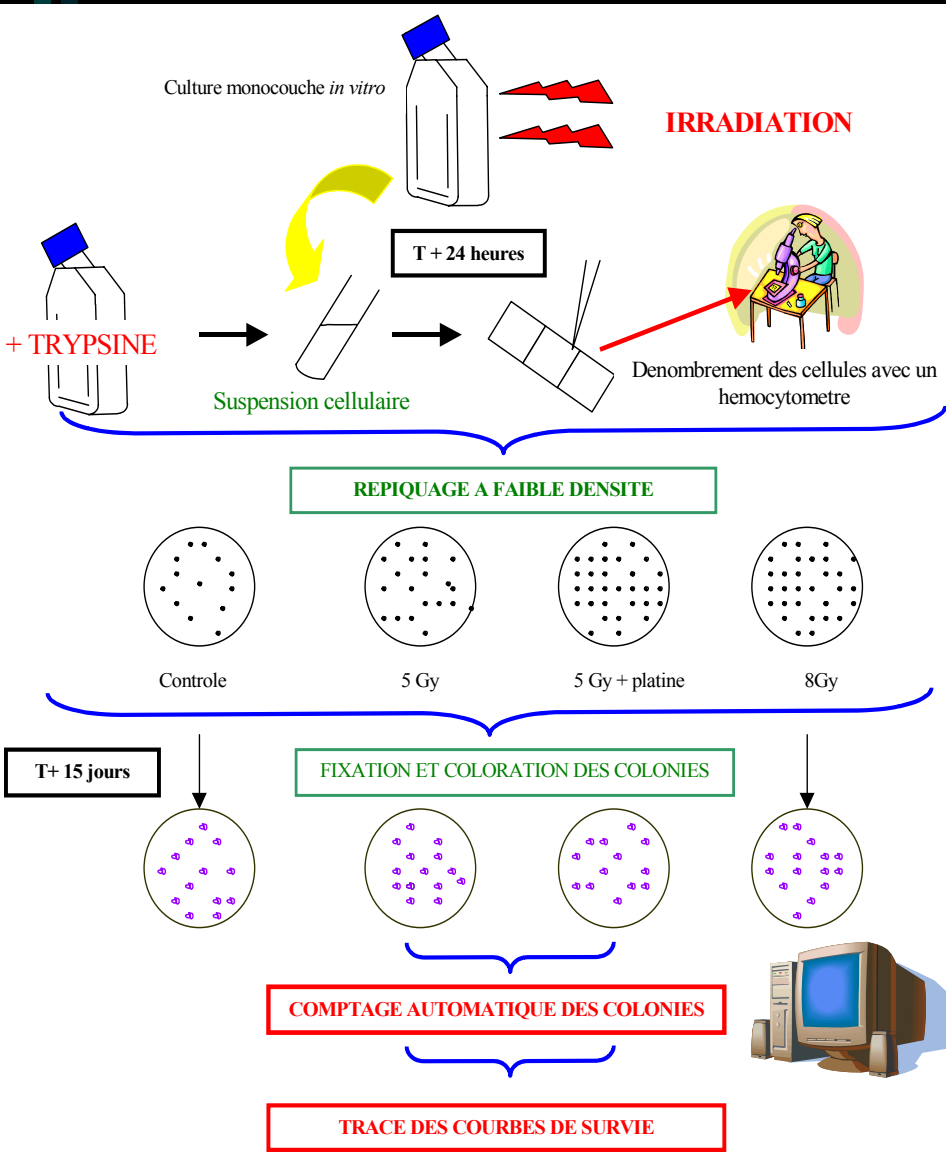 Culture monocouche in vitro
IRRADIATION
T + 24 heures
+ TRYPSINE
Suspension cellulaire
Denombrement des cellules avec un
hemocytometre
REPIQUAGE A FAIBLE DENSITE
Controle
5 Gy
5 Gy + platine
8Gy
T+ 15 jours
FIXATION ET COLORATION DES COLONIES
COMPTAGE AUTOMATIQUE DES COLONIES
TRACE DES COURBES DE SURVIE